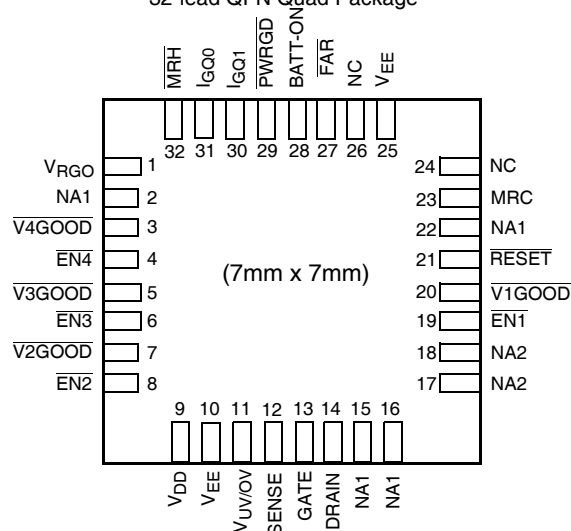 32-lead QFN Quad Package
MRH
IGQ0
IGQ1
PWRGD
BATT-ON
FAR
NC
VEE
32 31 30 29 28 27 26 25
VRGO 1
NA1 2
V4GOOD 3
EN4 4
V3GOOD 5
EN3 6
V2GOOD 7
EN2 8
(7mm x 7mm)
24 NC
23 MRC
22 NA1
21 RESET
20 V1GOOD
19 EN1
18 NA2
17 NA2
9 10 11 12 13 14 15 16
VDD
VEE
VUV/OV
SENSE
GATE
DRAIN
NA1
NA1